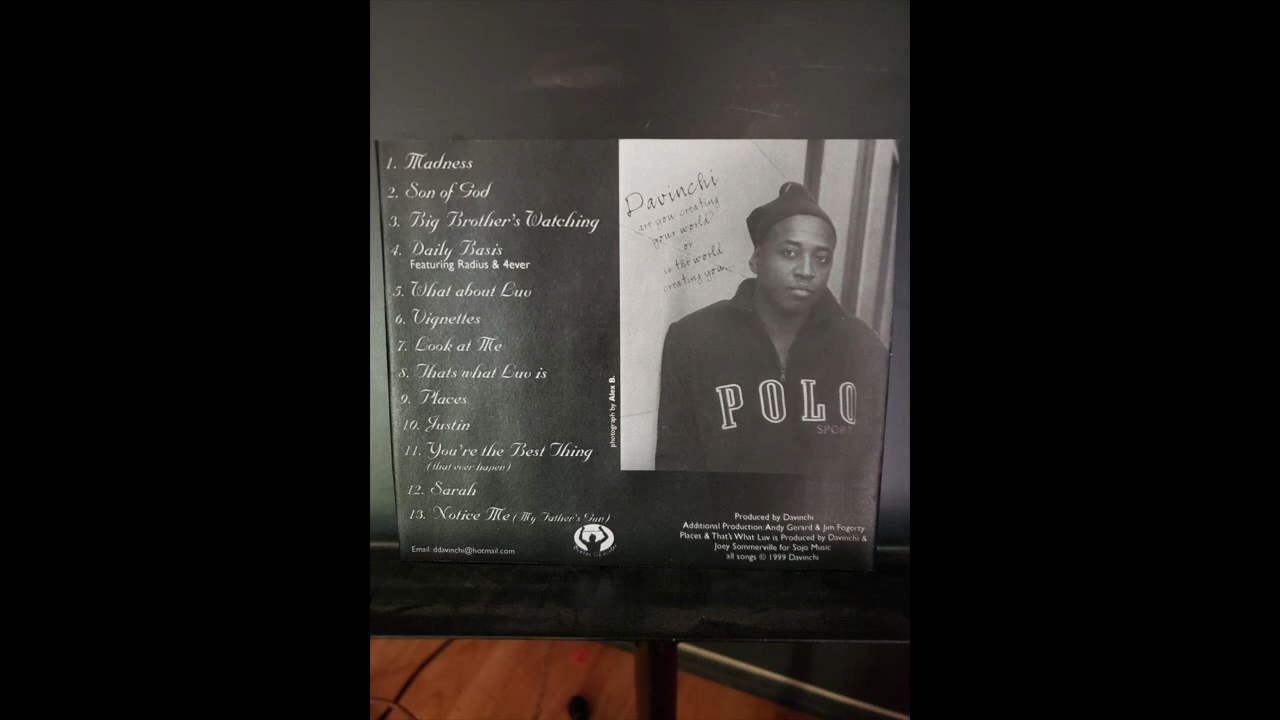 1. Madness
2. Son of God
3. Big Brother's Watching
4. Daily Basis
Featuring Radius & 4ever
5. What about Luv
6. Vignettes
7. Look at Me
8. Thats what Luv is
9. Places
10. Justin
11. You're the Best Thing
(that ever hapen)
12. Sarah
13. Notice Me (My Father's Gun)
Email: ddavinchi@hotmail.com
photograph by Alex B.
Davinchi
are you creating
your world?
or
is the world
creating you...
POLO
SPORT
Produced by Davinchi
Additional Production: Andy Gerard & Jim Fogerty
Places & That's What Luv is Produced by Davinchi &
Joey Sommerville for Sojo Music
all songs © 1999 Davinchi